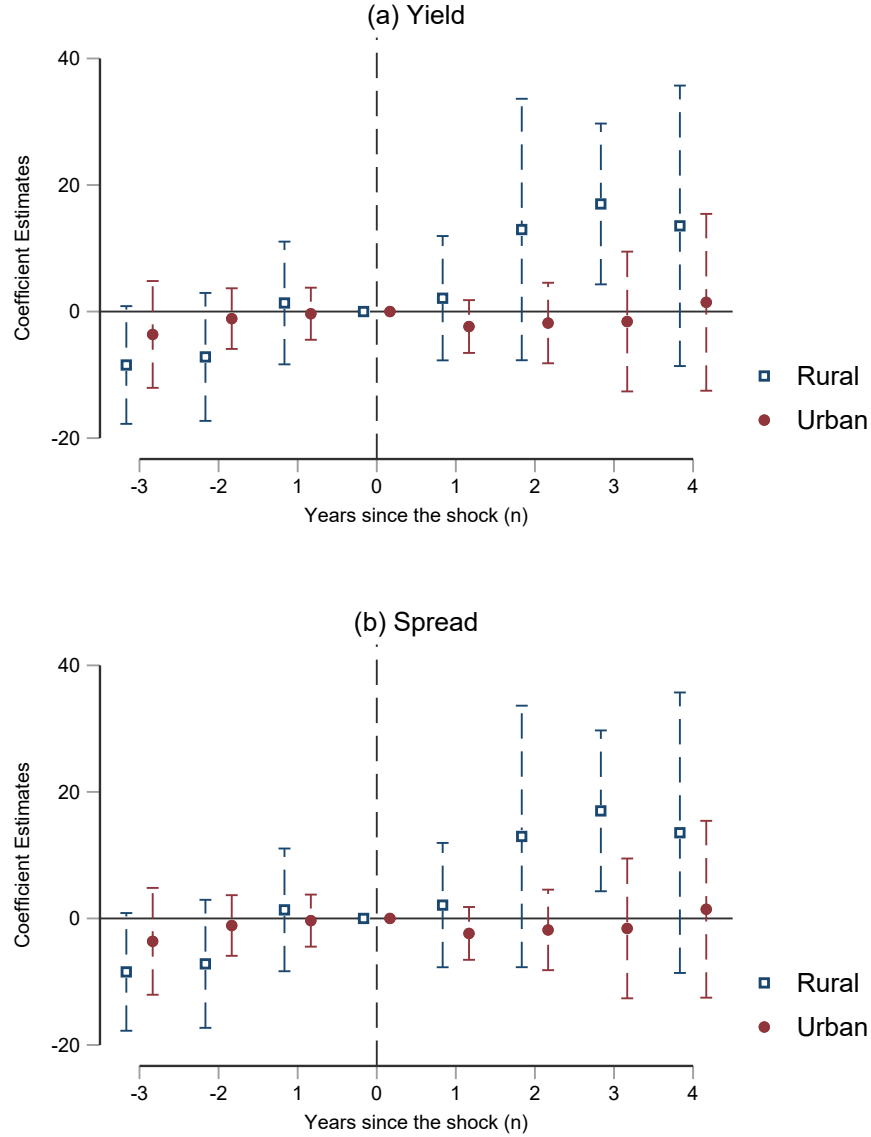 (a) Yield
40
20
0
-20
Coefficient Estimates
-3 -2 1 0 1 2 3 4
Years since the shock (n)
Rural
Urban
(b) Spread
40
20
0
-20
Coefficient Estimates
-3 -2 1 0 1 2 3 4
Years since the shock (n)
Rural
Urban